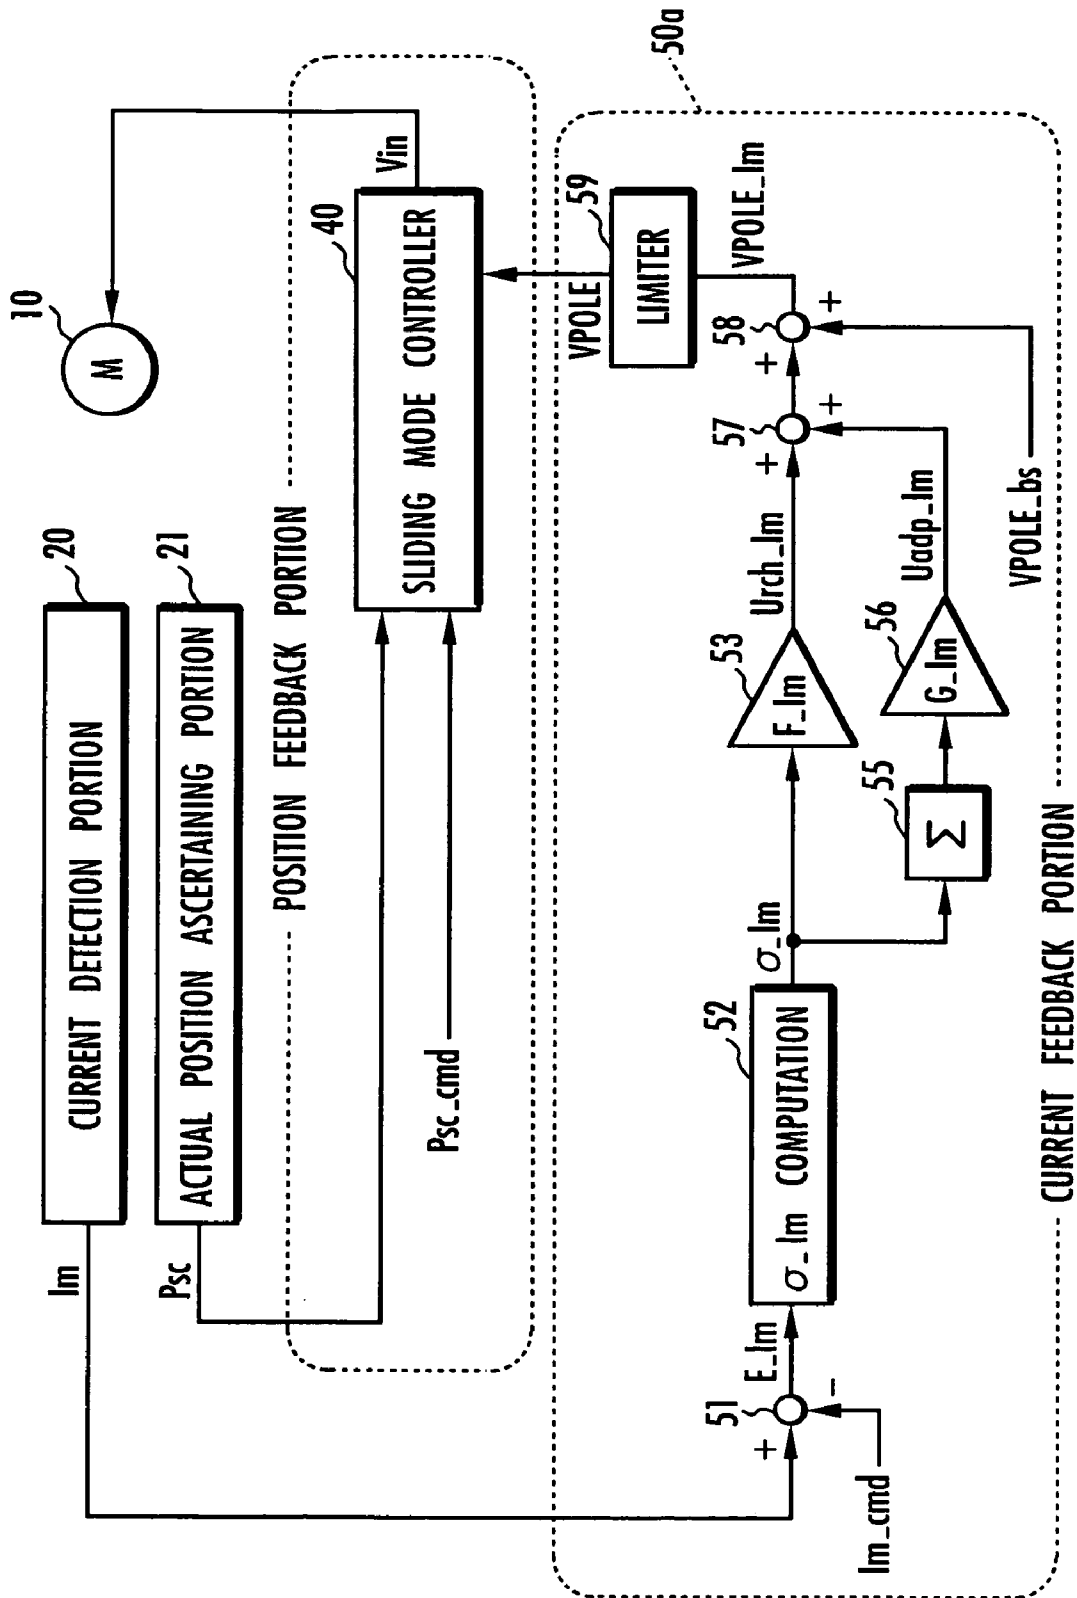 10
M
20
CURRENT DETECTION PORTION
Im
21
ACTUAL POSITION ASCERTAINING PORTION
Psc
POSITION FEEDBACK PORTION
40
SLIDING MODE CONTROLLER
Vin
Psc_cmd
50a
VPOLE
59
LIMITER
VPOLE_Im
51
+
-
E_Im
Im_cmd
52
σ_Im COMPUTATION
σ_Im
53
F_Im
Urch_Im
57
+
+
58
+
+
55
Σ
56
G_Im
Uadp_Im
VPOLE_bs
CURRENT FEEDBACK PORTION